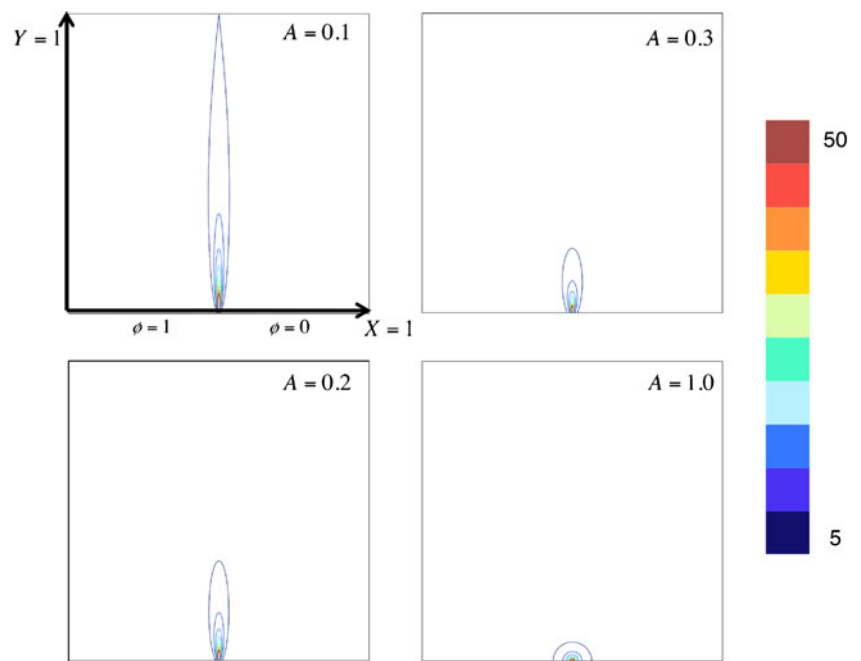 Y = 1
A = 0.1
A = 0.3
50
ϕ = 1
ϕ = 0
X = 1
A = 0.2
A = 1.0
5